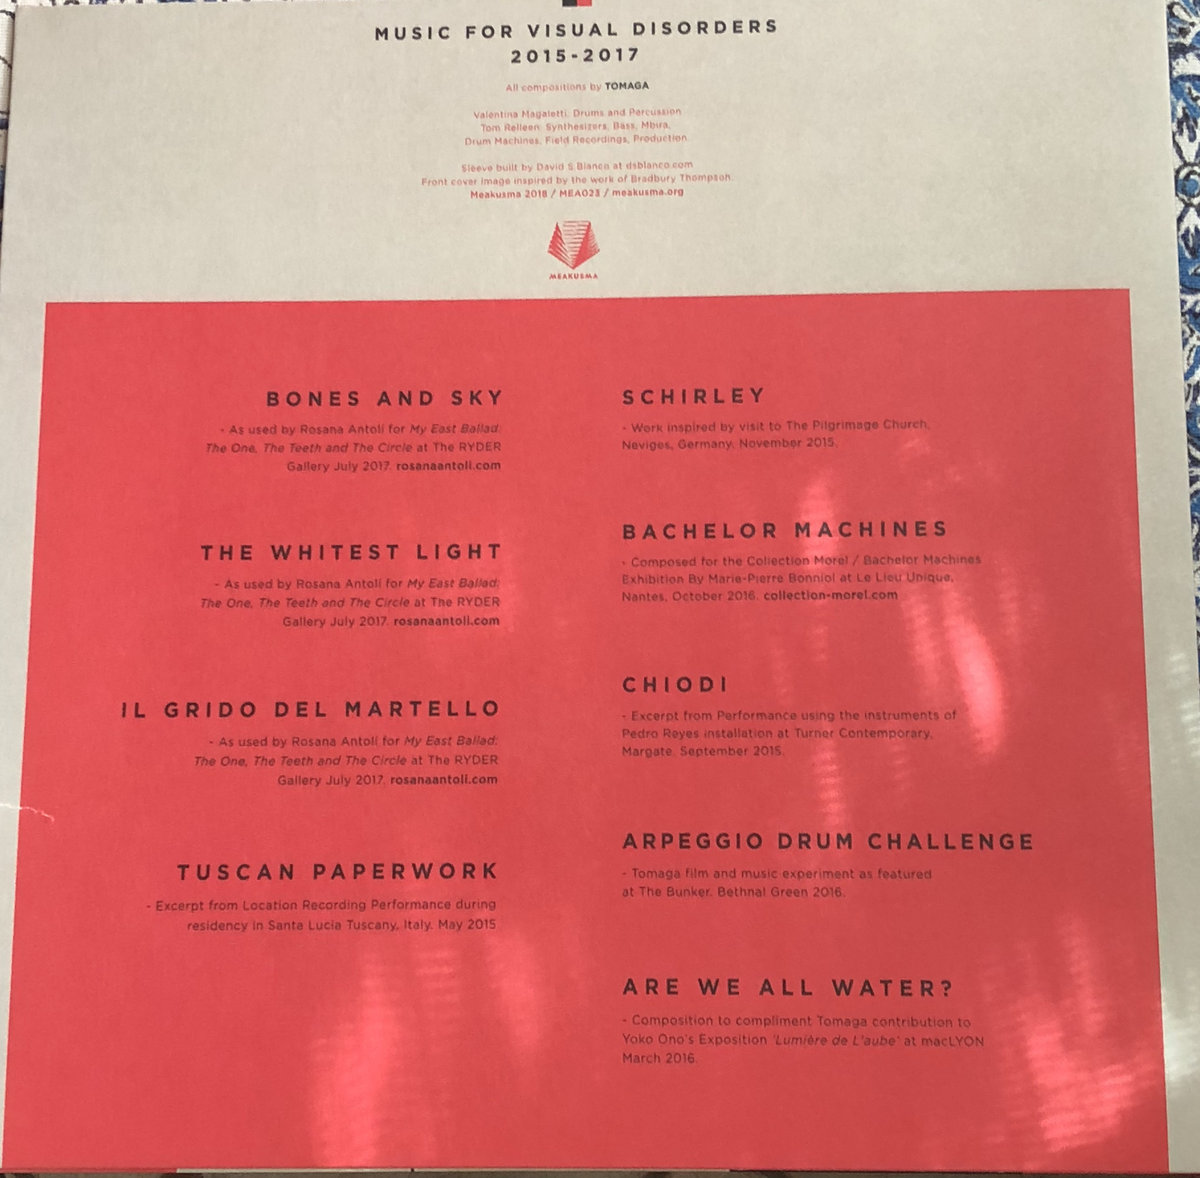 MUSIC FOR VISUAL DISORDERS
2015-2017
All compositions by TOMAGA
Valentina Magaletti: Drums and Percussion
Tom Relleen: Synthesizers, Bass, Mbira,
Drum Machines, Field Recordings, Production.
Sleeve built by David S.Blanco at dsblanco.com
Front cover image inspired by the work of Bradbury Thompson.
Meakusma 2018 / MEA023 / meakusma.org
MEAKUSMA
BONES AND SKY
- As used by Rosana Antolí for My East Ballad:
The One, The Teeth and The Circle at The RYDER
Gallery July 2017. rosanaantoli.com
THE WHITEST LIGHT
- As used by Rosana Antolí for My East Ballad:
The One, The Teeth and The Circle at The RYDER
Gallery July 2017. rosanaantoli.com
IL GRIDO DEL MARTELLO
- As used by Rosana Antolí for My East Ballad:
The One, The Teeth and The Circle at The RYDER
Gallery July 2017. rosanaantoli.com
TUSCAN PAPERWORK
- Excerpt from Location Recording Performance during
residency in Santa Lucia Tuscany, Italy. May 2015
SCHIRLEY
- Work inspired by visit to The Pilgrimage Church,
Neviges, Germany. November 2015.
BACHELOR MACHINES
- Composed for the Collection Morel / Bachelor Machines
Exhibition By Marie-Pierre Bonniol at Le Lieu Unique,
Nantes, October 2016. collection-morel.com
CHIODI
- Excerpt from Performance using the instruments of
Pedro Reyes installation at Turner Contemporary,
Margate. September 2015.
ARPEGGIO DRUM CHALLENGE
- Tomaga film and music experiment as featured
at The Bunker. Bethnal Green 2016.
ARE WE ALL WATER?
- Composition to compliment Tomaga contribution to
Yoko Ono's Exposition 'Lumière de L'aube' at macLYON
March 2016.